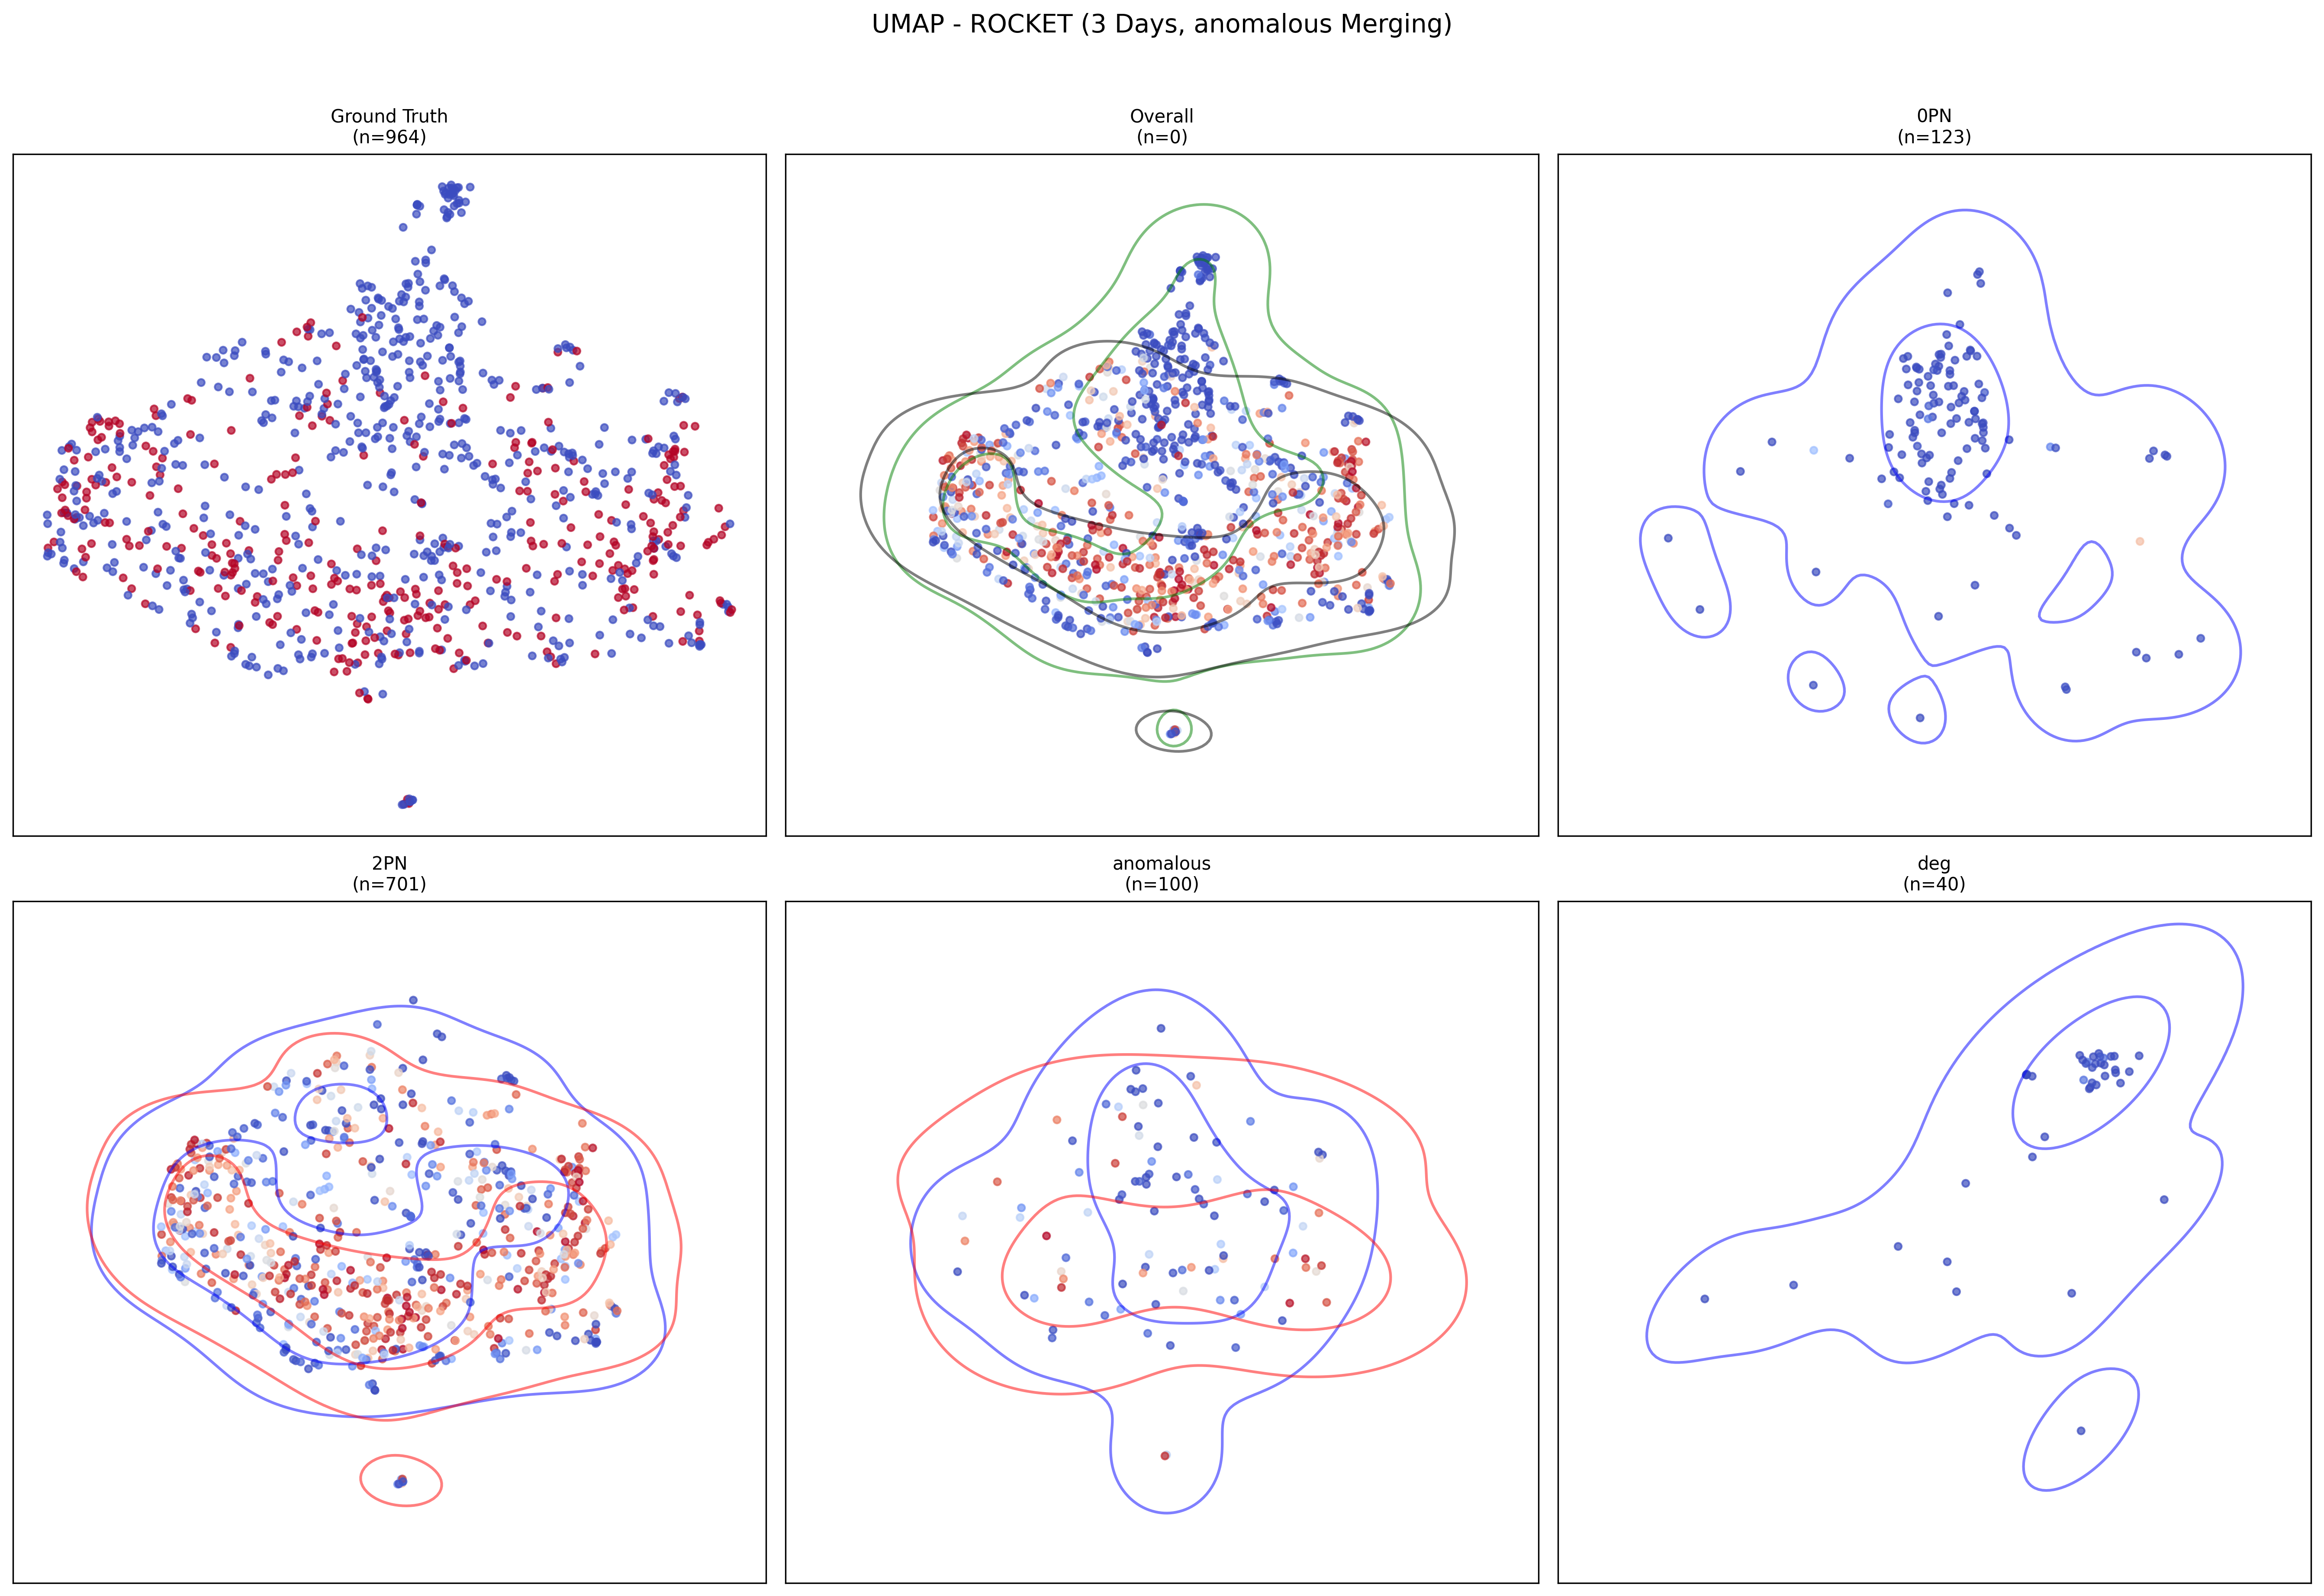 UMAP - ROCKET (3 Days, anomalous Merging)
Ground Truth
(n=964)
Overall
(n=0)
0PN
(n=123)
2PN
(n=701)
anomalous
(n=100)
deg
(n=40)